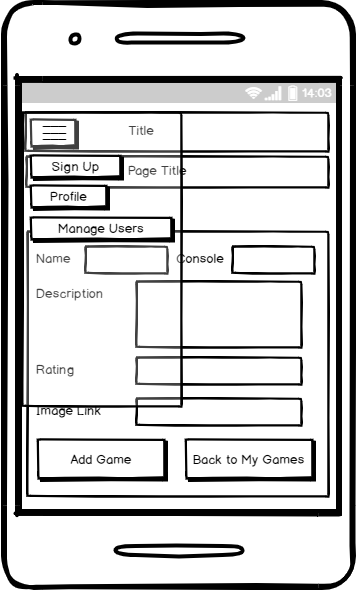 14:03
Title
Sign Up
Page Title
Profile
Manage Users
Name
Console
Description
Rating
Image Link
Add Game
Back to My Games